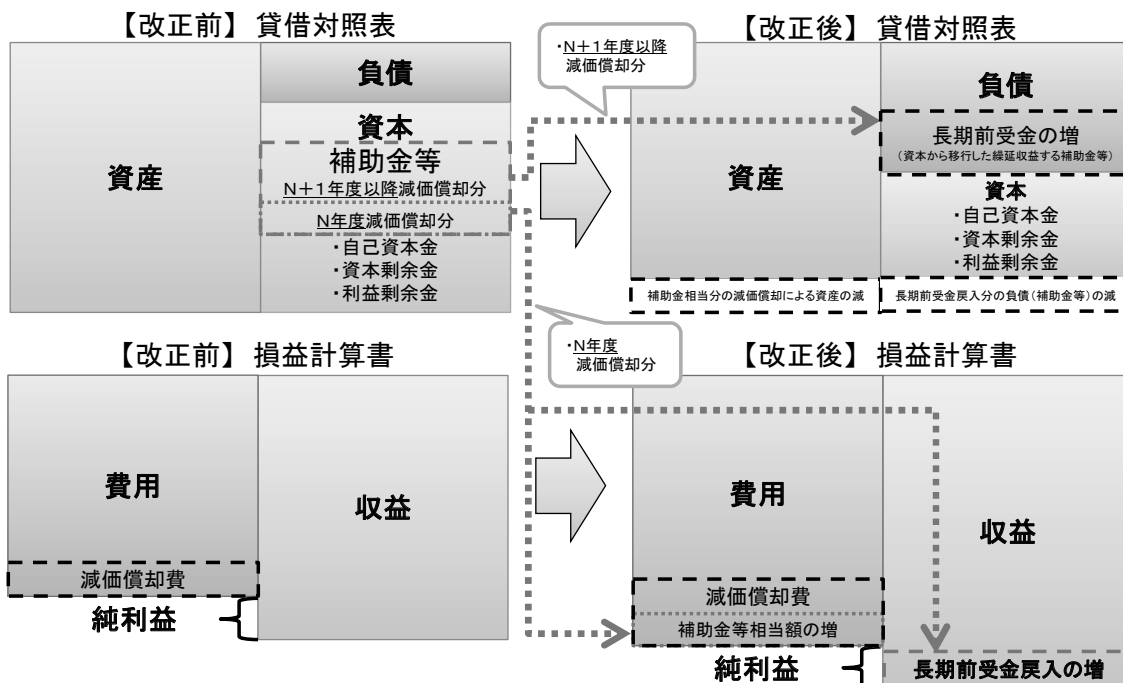 【改正前】 貸借対照表
資産
負債
資本
補助金等
N＋1年度以降減価償却分
N年度減価償却分
・自己資本金
・資本剰余金
・利益剰余金
・N＋1年度以降
減価償却分
【改正後】 貸借対照表
資産
負債
長期前受金の増
（資本から移行した繰延収益する補助金等）
資本
・自己資本金
・資本剰余金
・利益剰余金
補助金相当分の減価償却による資産の減
長期前受金戻入分の負債（補助金等）の減
・N年度
減価償却分
【改正前】 損益計算書
費用
収益
減価償却費
純利益
【改正後】 損益計算書
費用
収益
減価償却費
補助金等相当額の増
純利益
長期前受金戻入の増